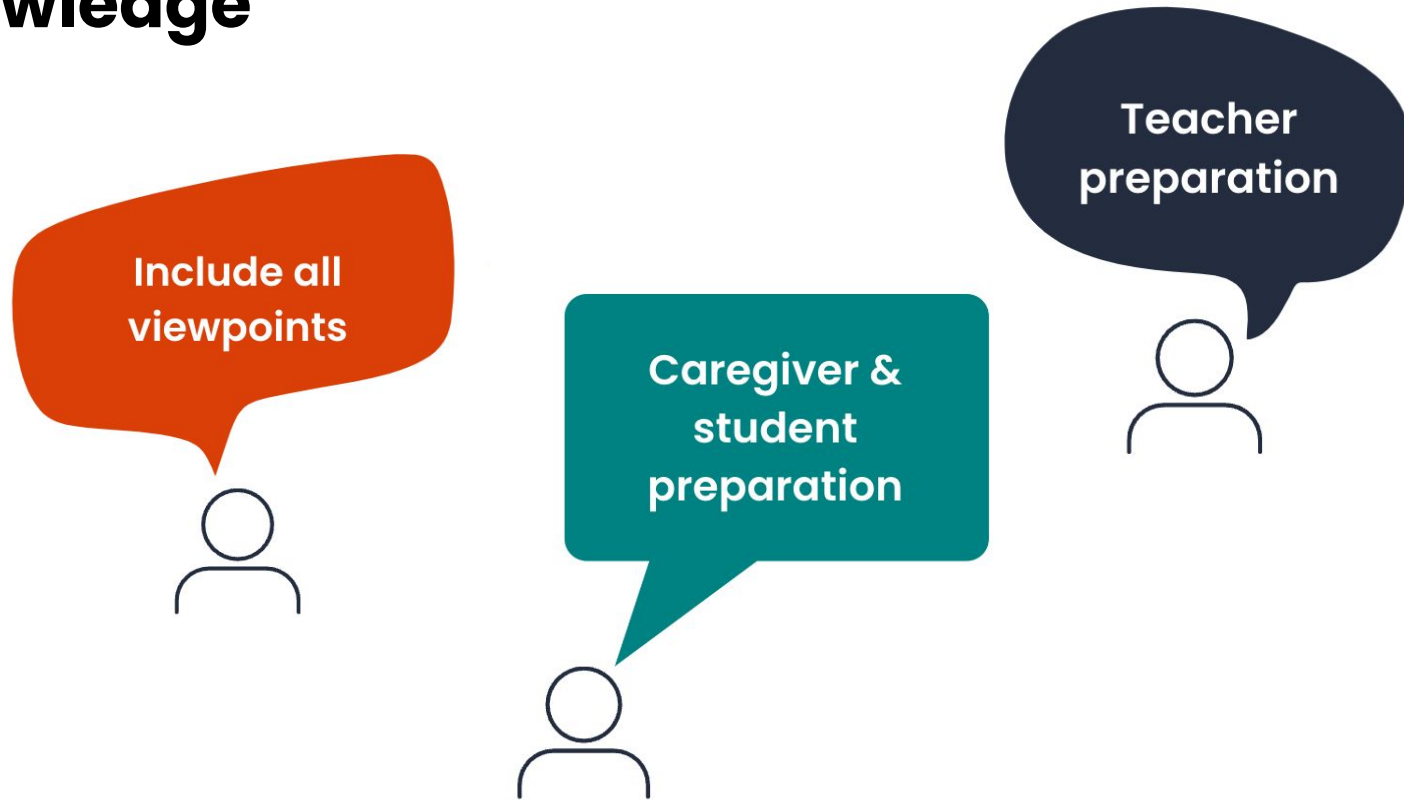 wledge
Include all
viewpoints
Caregiver &
student
preparation
Teacher
preparation